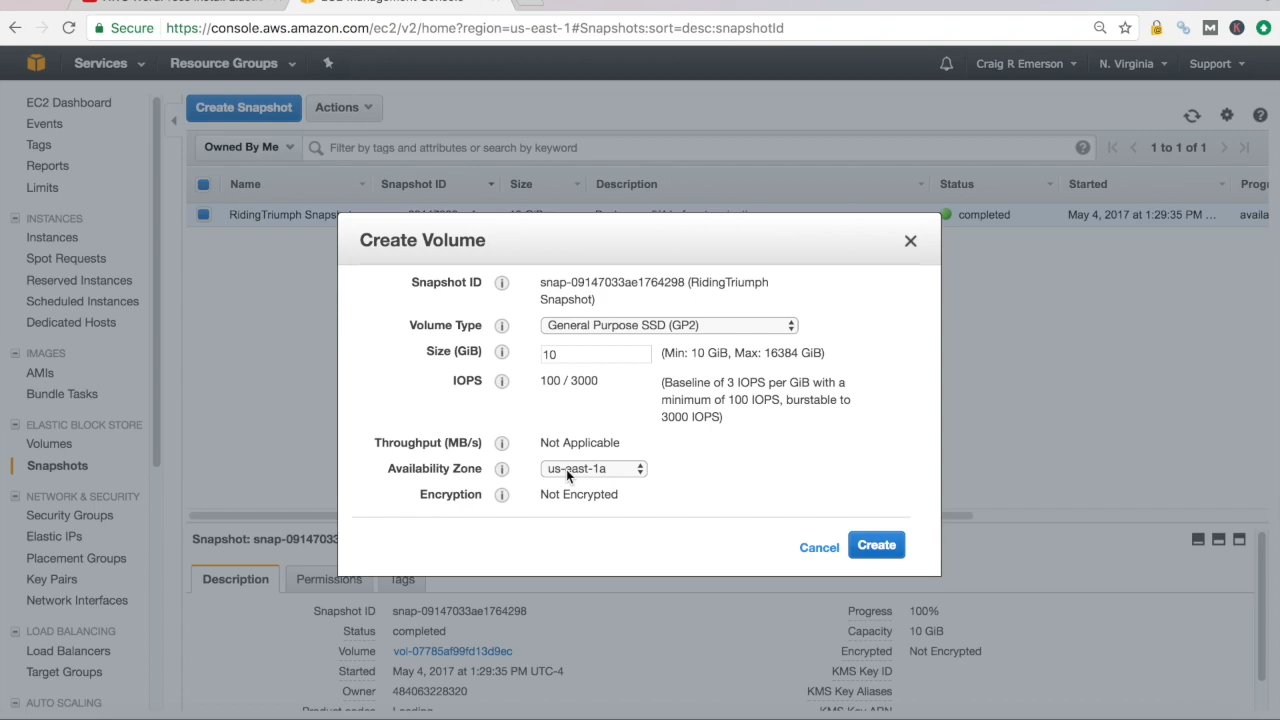 Secure https://console.aws.amazon.com/ec2/v2/home?region=us-east-1#Snapshots:sort=desc:snapshotId
Services Resource Groups Craig R Emerson N. Virginia Support
EC2 Dashboard
Events
Tags
Reports
Limits
INSTANCES
Instances
Spot Requests
Reserved Instances
Scheduled Instances
Dedicated Hosts
IMAGES
AMIs
Bundle Tasks
ELASTIC BLOCK STORE
Volumes
Snapshots
NETWORK & SECURITY
Security Groups
Elastic IPs
Placement Groups
Key Pairs
Network Interfaces
LOAD BALANCING
Load Balancers
Target Groups
AUTO SCALING
Create Snapshot Actions
Owned By Me Filter by tags and attributes or search by keyword 1 to 1 of 1
Name Snapshot ID Size Description Status Started Progr
RidingTriumph Snaps completed May 4, 2017 at 1:29:35 PM ... availa
Create Volume
Snapshot ID snap-09147033ae1764298 (RidingTriumph
Snapshot)
Volume Type General Purpose SSD (GP2)
Size (GiB) 10 (Min: 10 GiB, Max: 16384 GiB)
IOPS 100 / 3000 (Baseline of 3 IOPS per GiB with a
minimum of 100 IOPS, burstable to
3000 IOPS)
Throughput (MB/s) Not Applicable
Availability Zone us-east-1a
Encryption Not Encrypted
Cancel Create
Snapshot: snap-0914703
Description Permissions Tags
Snapshot ID snap-09147033ae1764298 Progress 100%
Status completed Capacity 10 GiB
Volume vol-07785af99fd13d9ec Encrypted Not Encrypted
Started May 4, 2017 at 1:29:35 PM UTC-4 KMS Key ID
Owner 484063228320 KMS Key Aliases